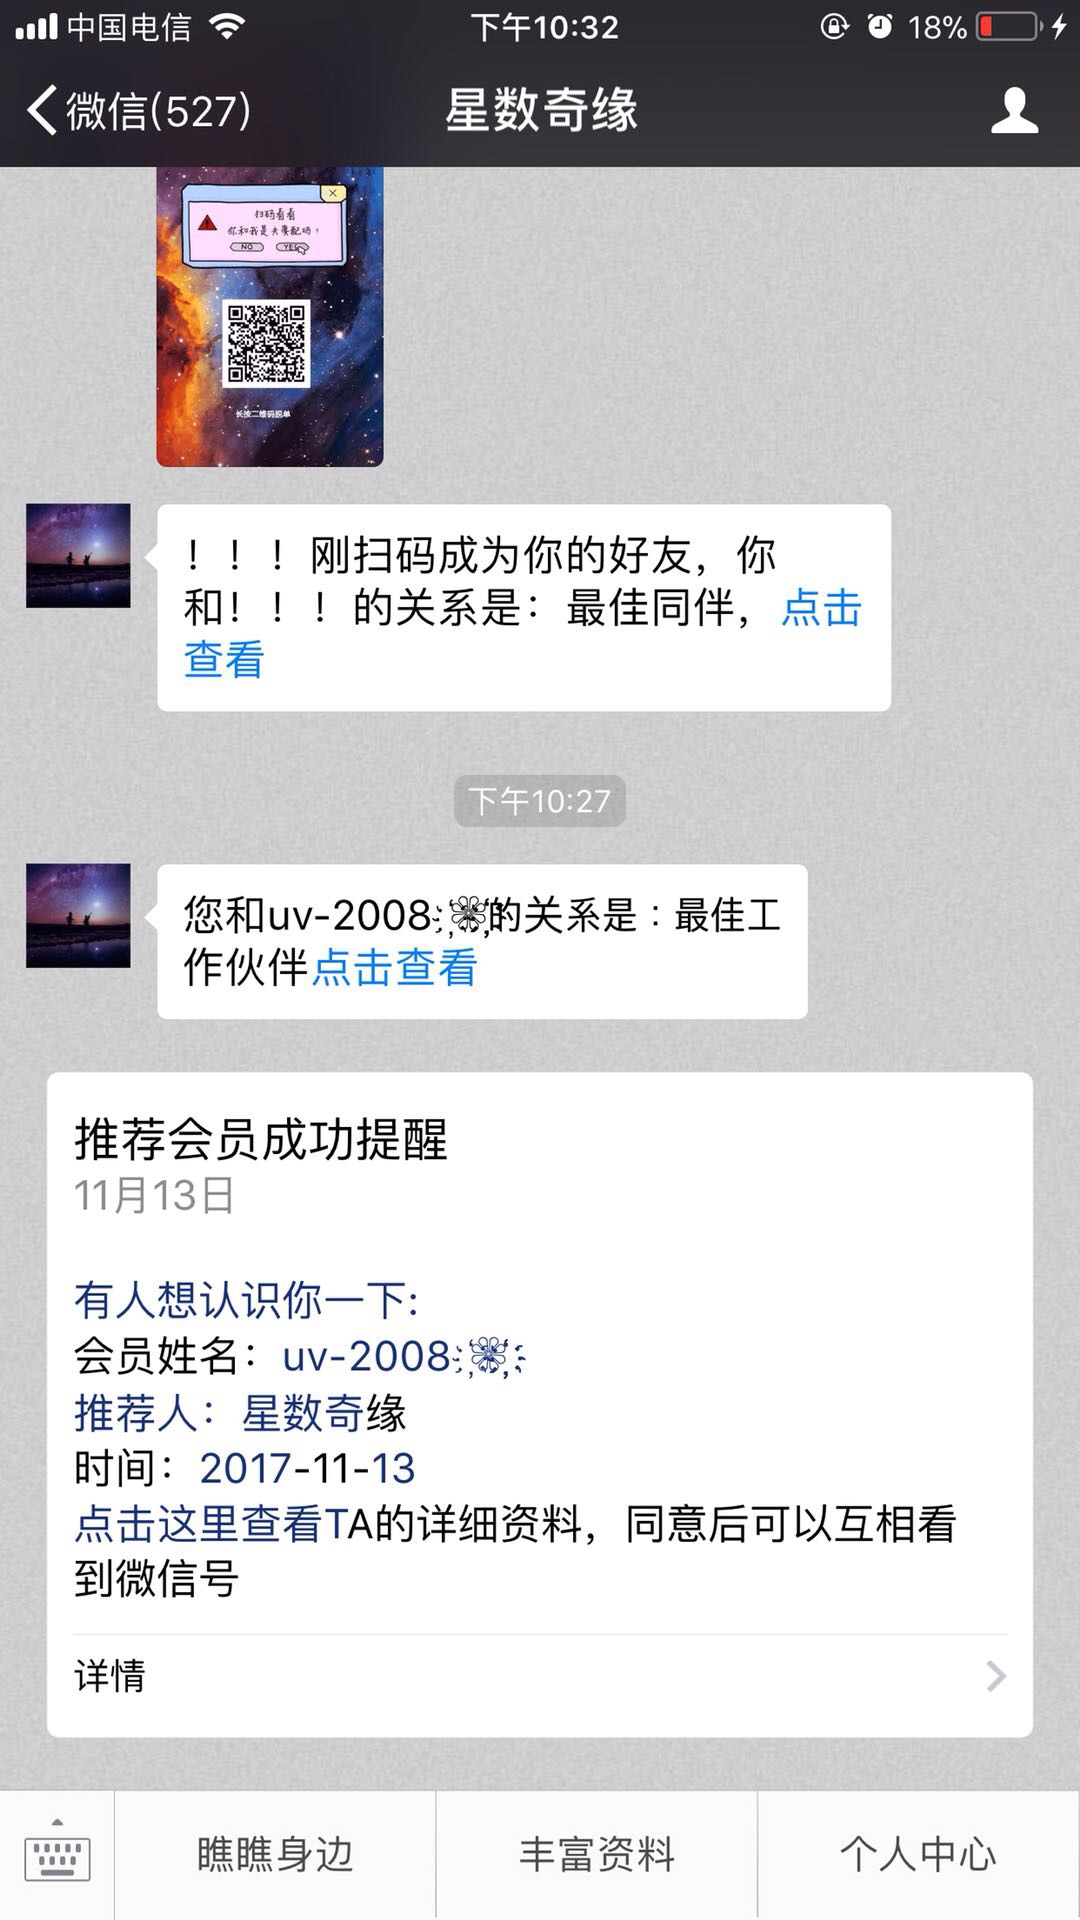 中国电信
下午10:32
18%
微信(527)
星数奇缘
扫码看看
你和我是夫妻配吗？
NO
YES
长按二维码脱单
！！！刚扫码成为你的好友，你
和！！！的关系是：最佳同伴，点击
查看
下午10:27
您和uv-2008的关系是：最佳工
作伙伴点击查看
推荐会员成功提醒
11月13日
有人想认识你一下:
会员姓名：uv-2008
推荐人：星数奇缘
时间：2017-11-13
点击这里查看TA的详细资料，同意后可以互相看
到微信号
详情
瞧瞧身边
丰富资料
个人中心